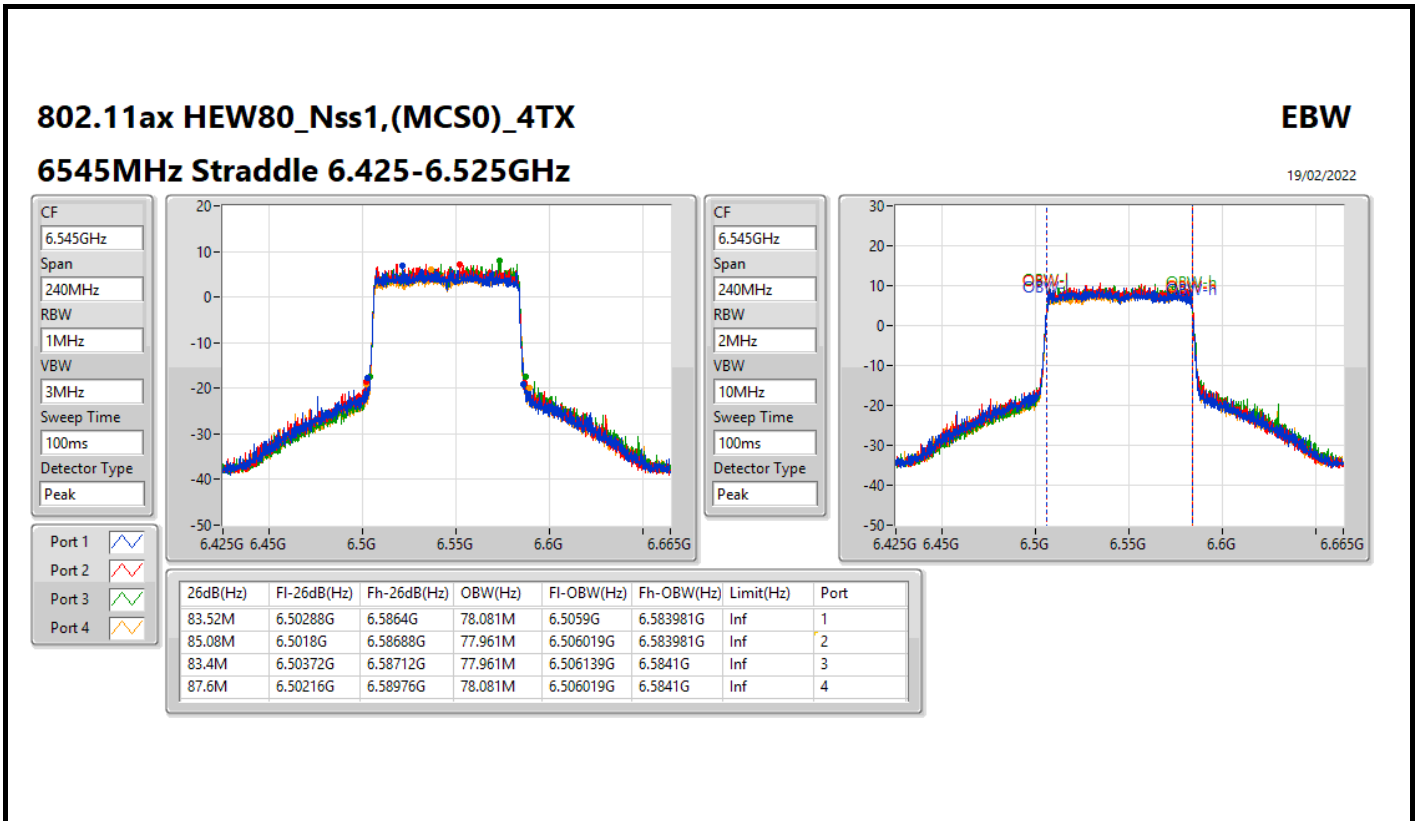 802.11ax HEW80_Nss1,(MCS0)_4TX
EBW
6545MHz Straddle 6.425-6.525GHz
19/02/2022
CF
6.545GHz
Span
240MHz
RBW
1MHz
VBW
3MHz
Sweep Time
100ms
Detector Type
Peak
20
10
0
-10
-20
-30
-40
-50
6.425G 6.45G 6.5G 6.55G 6.6G 6.665G
CF
6.545GHz
Span
240MHz
RBW
2MHz
VBW
10MHz
Sweep Time
100ms
Detector Type
Peak
30
20
10
0
-10
-20
-30
-40
-50
OBW-l OBW-h
6.425G 6.45G 6.5G 6.55G 6.6G 6.665G
Port 1
Port 2
Port 3
Port 4
26dB(Hz) Fl-26dB(Hz) Fh-26dB(Hz) OBW(Hz) Fl-OBW(Hz) Fh-OBW(Hz) Limit(Hz) Port
83.52M 6.50288G 6.5864G 78.081M 6.5059G 6.583981G Inf 1
85.08M 6.5018G 6.58688G 77.961M 6.506019G 6.583981G Inf 2
83.4M 6.50372G 6.58712G 77.961M 6.506139G 6.5841G Inf 3
87.6M 6.50216G 6.58976G 78.081M 6.506019G 6.5841G Inf 4